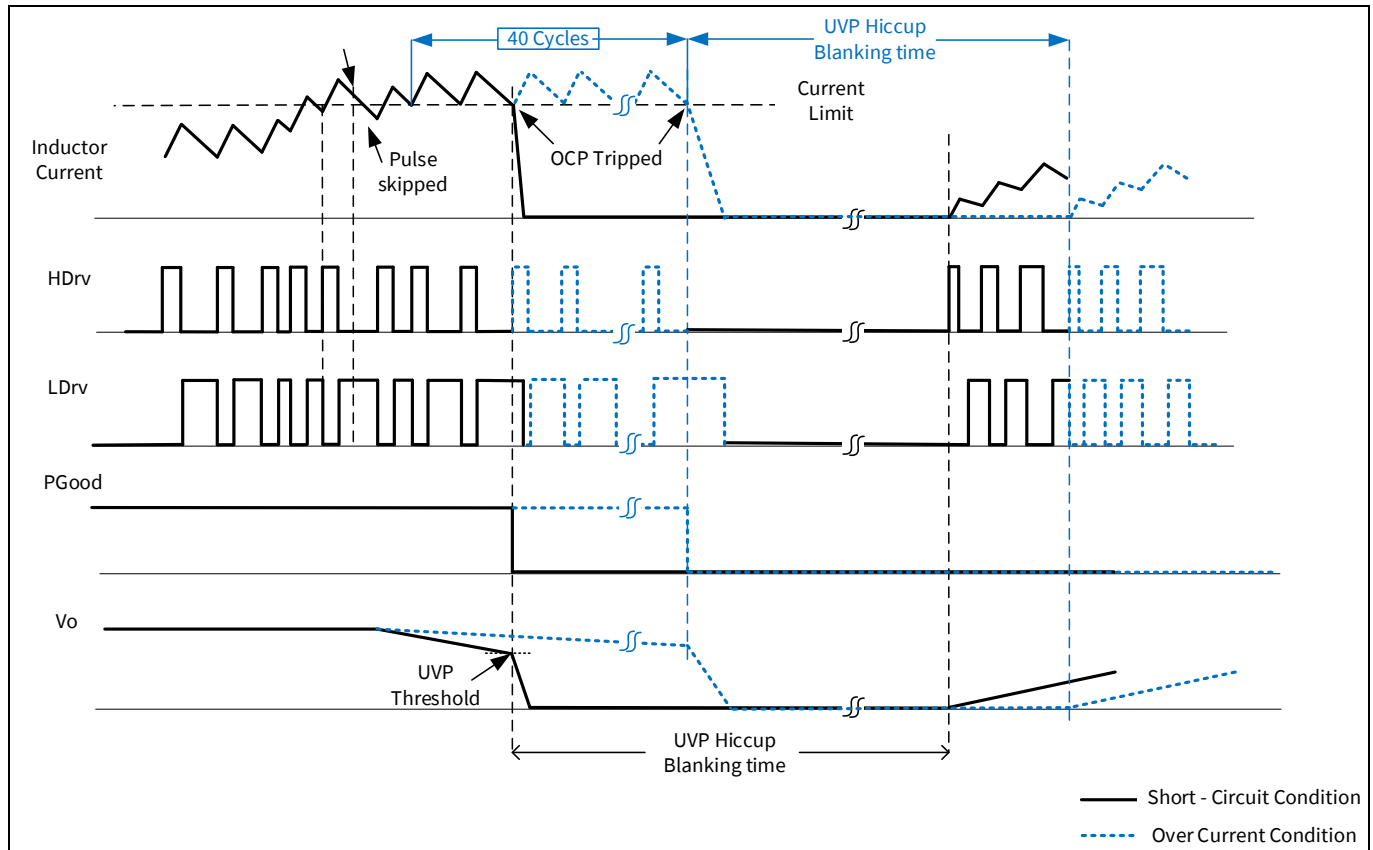 40 Cycles
UVP Hiccup
Blanking time
Current
Limit
Inductor
Current
Pulse
skipped
OCP Tripped
HDrv
LDrv
PGood
Vo
UVP
Threshold
UVP Hiccup
Blanking time
Short - Circuit Condition
Over Current Condition